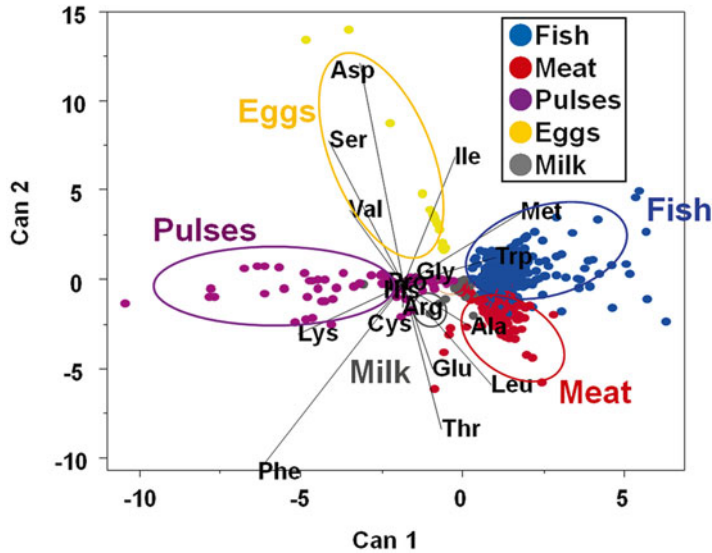 15
10
5
0
-5
-10
Can 2
Fish
Meat
Pulses
Eggs
Milk
Eggs
Asp
Ser
Ile
Val
Met
Fish
Pulses
Trp
Gly
Arg
Cys
Lys
Ala
Milk
Glu
Leu
Meat
Thr
Phe
-10
-5
0
5
Can 1